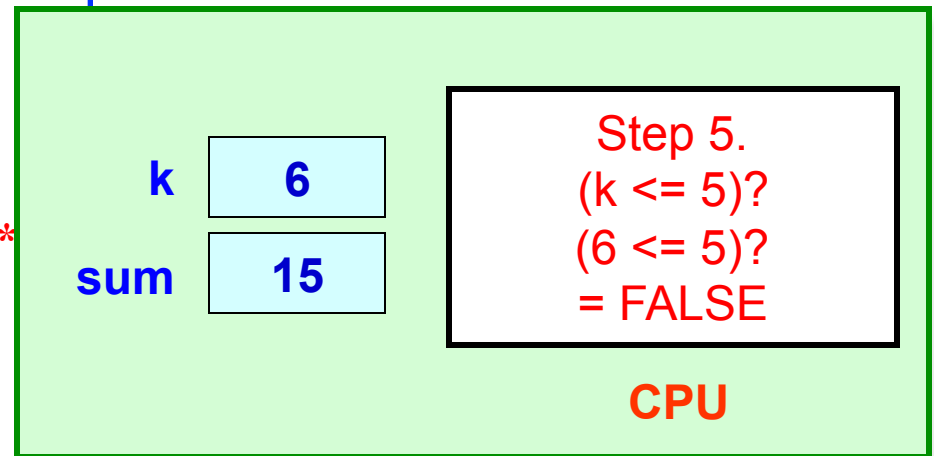 Step 5.
(k <= 5)?
(6 <= 5)?
= FALSE
k 6
*
sum 15
CPU